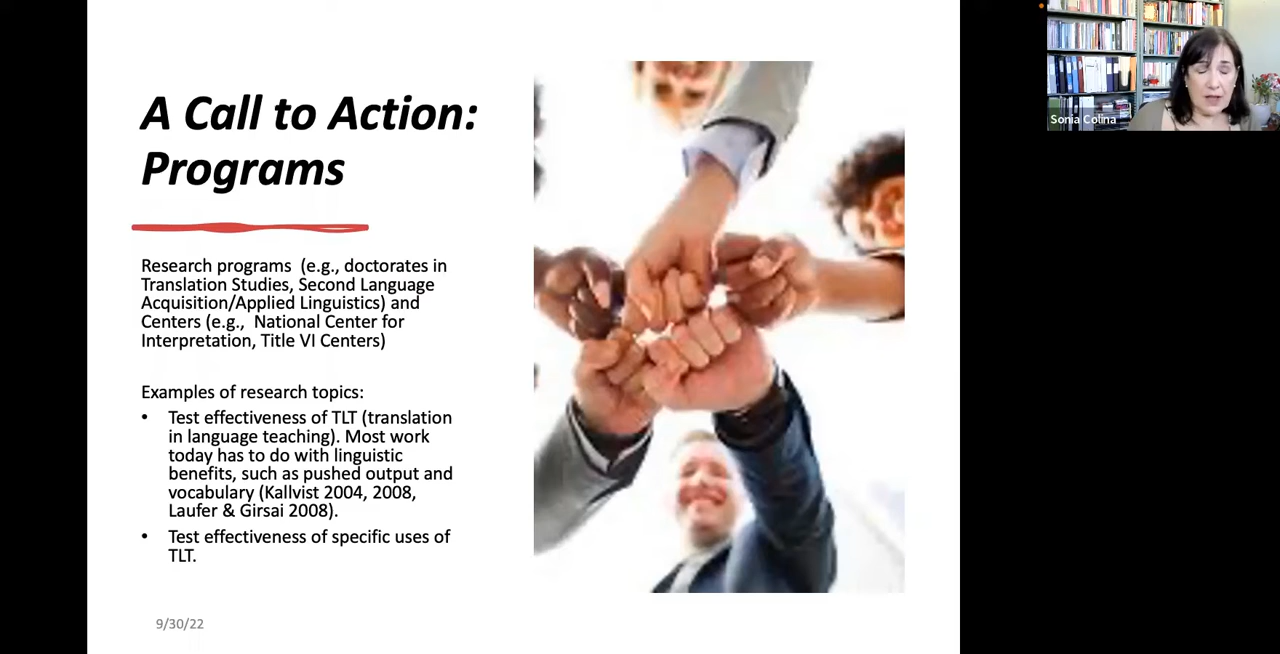 A Call to Action:
Programs
Research programs (e.g., doctorates in
Translation Studies, Second Language
Acquisition/Applied Linguistics) and
Centers (e.g., National Center for
Interpretation, Title VI Centers)
Examples of research topics:
• Test effectiveness of TLT (translation
in language teaching). Most work
today has to do with linguistic
benefits, such as pushed output and
vocabulary (Kallvist 2004, 2008,
Laufer & Girsai 2008).
• Test effectiveness of specific uses of
TLT.
9/30/22
Sonia Colina